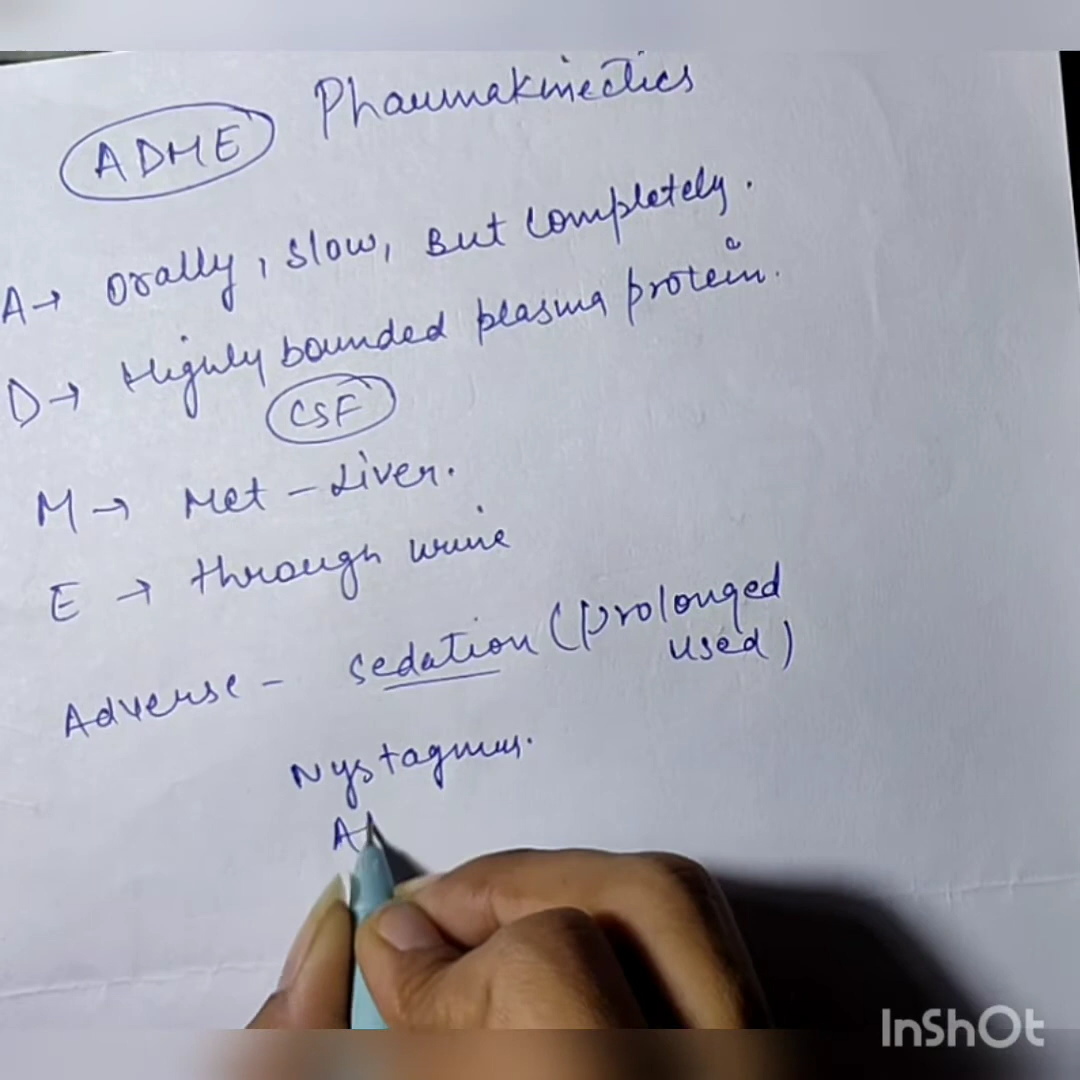 ADME Pharmakinectics
A → Orally, slow, But completely.
D → Highly bounded plasma protein.
CSF
M → Met - Liver.
E → through urine
Adverse - Sedation (prolonged
used)
Nystagmus.
InShOt